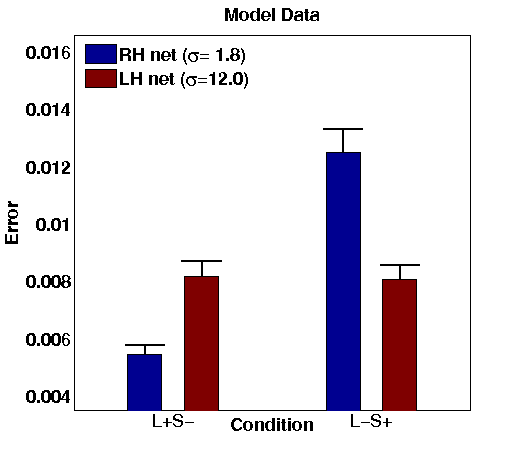 Model Data
0.016
0.014
0.012
0.01
0.008
0.006
0.004
Error
RH net (σ= 1.8)
LH net (σ=12.0)
L+S−
L−S+
Condition